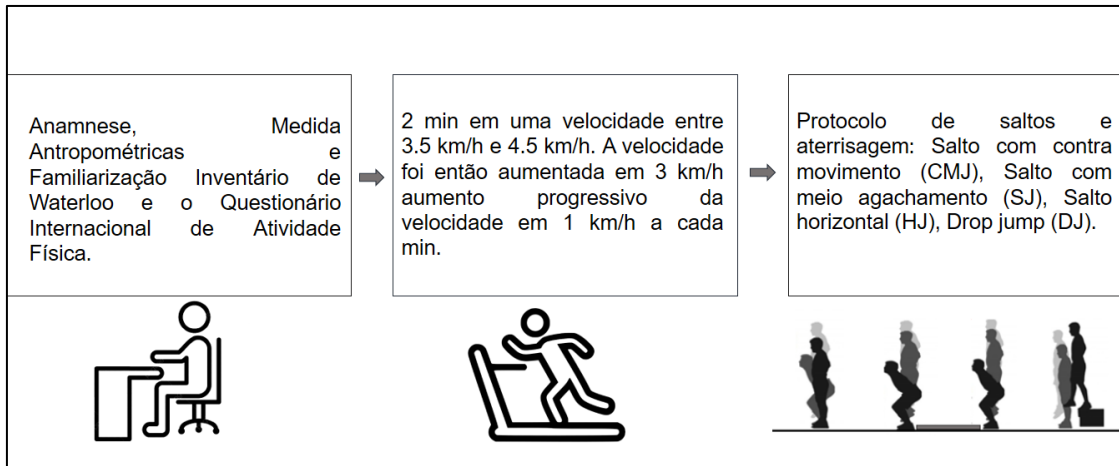 Anamnese, Medida
Antropométricas e
Familiarização Inventário de
Waterloo e o Questionário
Internacional de Atividade
Física.
2 min em uma velocidade entre
3.5 km/h e 4.5 km/h. A velocidade
foi então aumentada em 3 km/h
aumento progressivo da
velocidade em 1 km/h a cada
min.
Protocolo de saltos e
aterrisagem: Salto com contra
movimento (CMJ), Salto com
meio agachamento (SJ), Salto
horizontal (HJ), Drop jump (DJ).